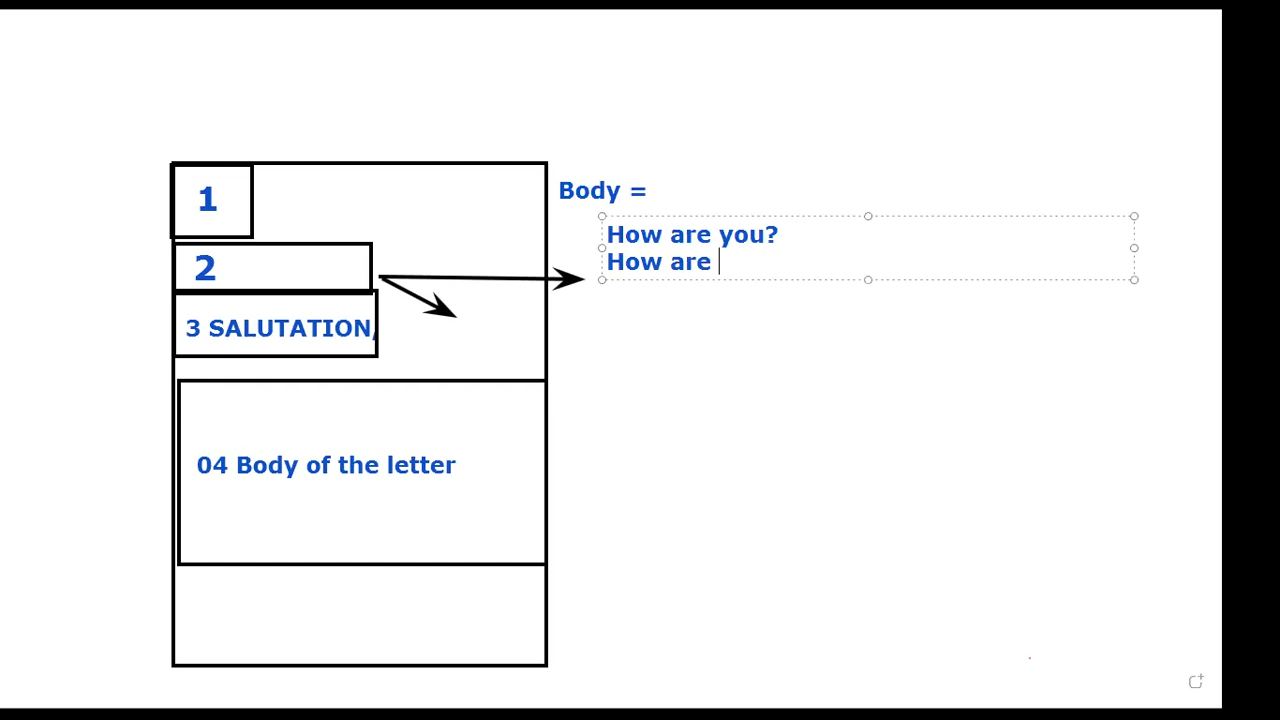 1
2
3 SALUTATION,
04 Body of the letter
Body =
How are you?
How are